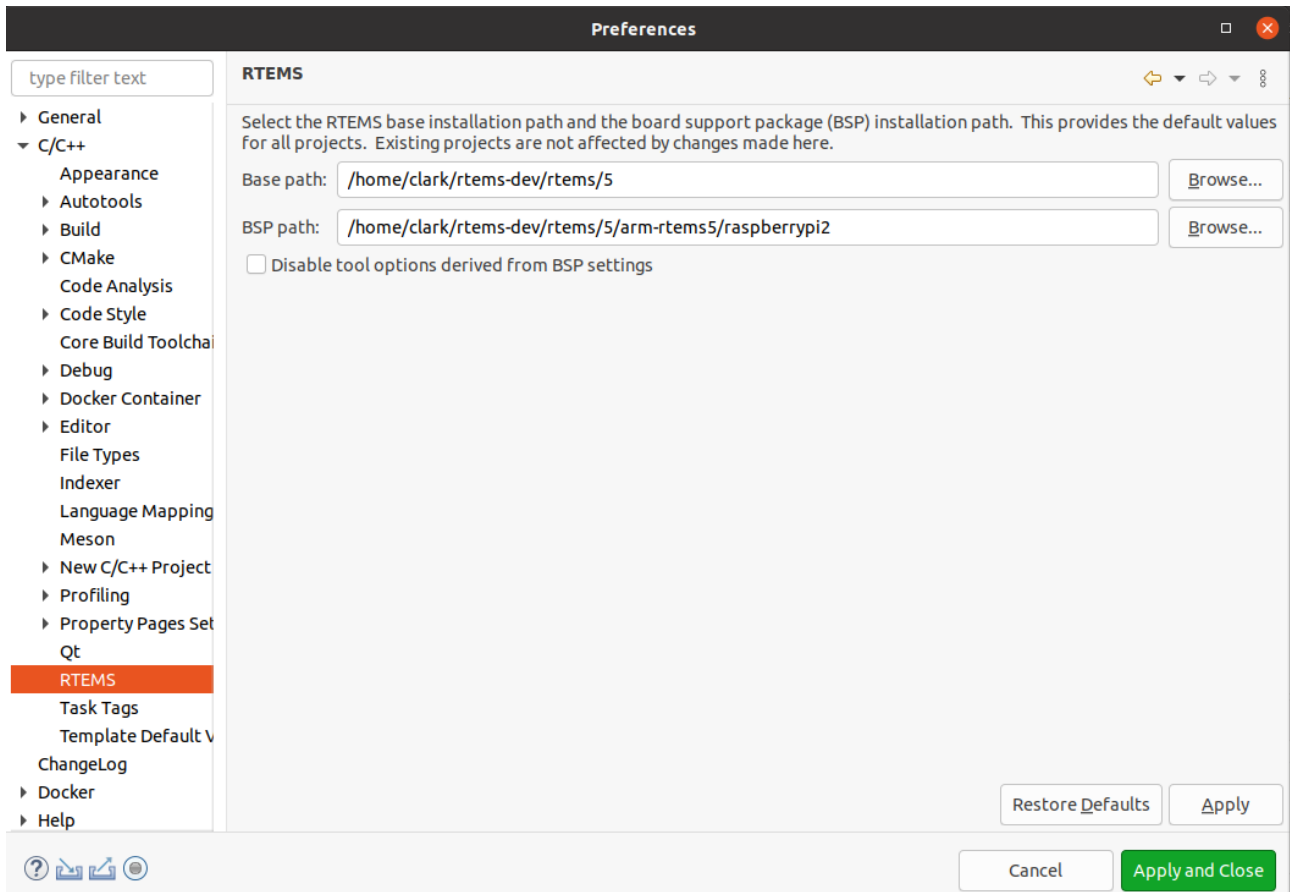 Preferences
type filter text
General
C/C++
Appearance
Autotools
Build
CMake
Code Analysis
Code Style
Core Build Toolchai
Debug
Docker Container
Editor
File Types
Indexer
Language Mapping
Meson
New C/C++ Project
Profiling
Property Pages Set
Qt
RTEMS
Task Tags
Template Default V
ChangeLog
Docker
Help
RTEMS
Select the RTEMS base installation path and the board support package (BSP) installation path.  This provides the default values
for all projects. Existing projects are not affected by changes made here.
Base path: /home/clark/rtems-dev/rtems/5 Browse...
BSP path: /home/clark/rtems-dev/rtems/5/arm-rtems5/raspberrypi2 Browse...
Disable tool options derived from BSP settings
Restore Defaults Apply
Cancel Apply and Close